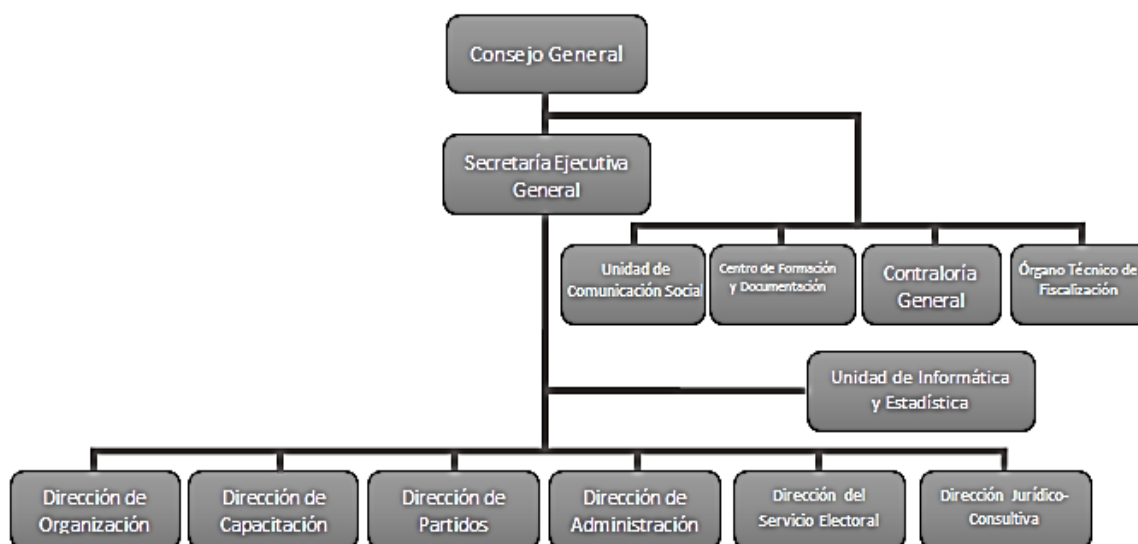 Consejo General
Secretaría Ejecutiva
General
Unidad de
Comunicación Social
Centro de Formación
y Documentación
Contraloría
General
Órgano Técnico de
Fiscalización
Unidad de Informática
y Estadística
Dirección de
Organización
Dirección de
Capacitación
Dirección de
Partidos
Dirección de
Administración
Dirección del
Servicio Electoral
Dirección Jurídico-
Consultiva